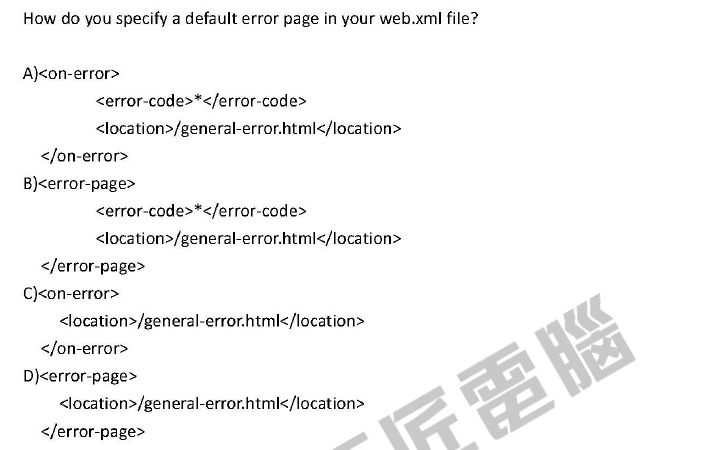 How do you specify a default error page in your web.xml file?
A)<on-error>
<error-code>*</error-code>
<location>/general-error.html</location>
</on-error>
B)<error-page>
<error-code>*</error-code>
<location>/general-error.html</location>
</error-page>
C)<on-error>
<location>/general-error.html</location>
</on-error>
D)<error-page>
<location>/general-error.html</location>
</error-page>
匠電腦